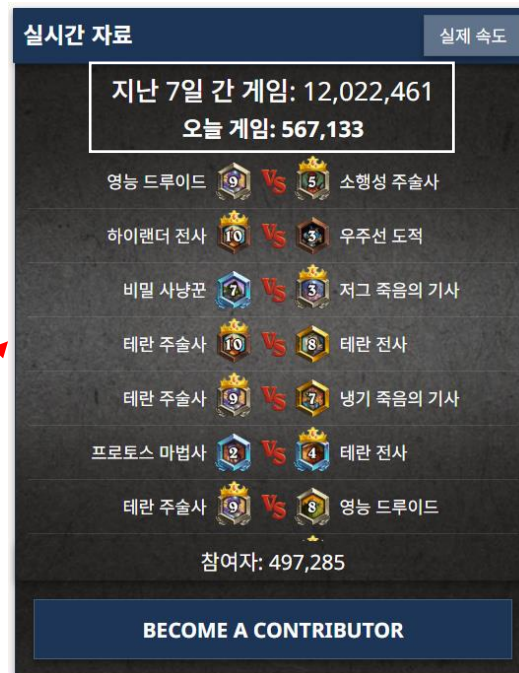 실시간 자료 실제 속도
지난 7일 간 게임: 12,022,461
오늘 게임: 567,133
영능 드루이드 9 VS 5 소행성 주술사
하이랜더 전사 10 VS 3 우주선 도적
비밀 사냥꾼 7 VS 3 저그 죽음의 기사
테란 주술사 10 VS 8 테란 전사
테란 주술사 9 VS 7 냉기 죽음의 기사
프로토스 마법사 2 VS 4 테란 전사
테란 주술사 9 VS 8 영능 드루이드
참여자: 497,285
BECOME A CONTRIBUTOR